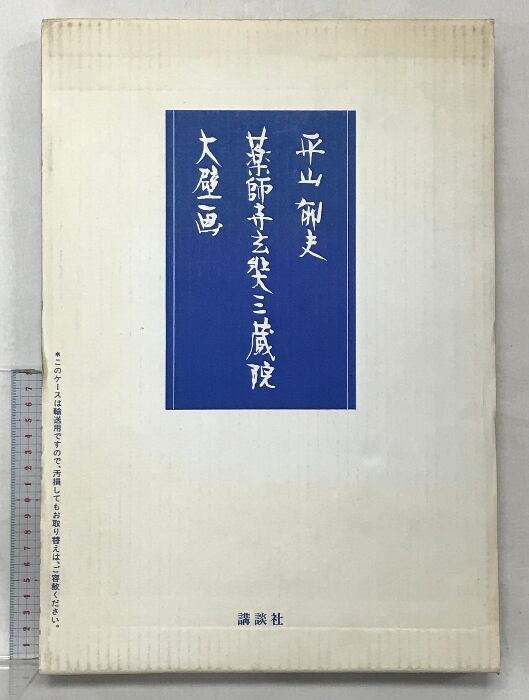 平山郁夫
薬師寺玄奘三蔵院
大壁画
*このケースは輸送用ですので、汚損してもお取り替えは、ご容赦ください。
講談社